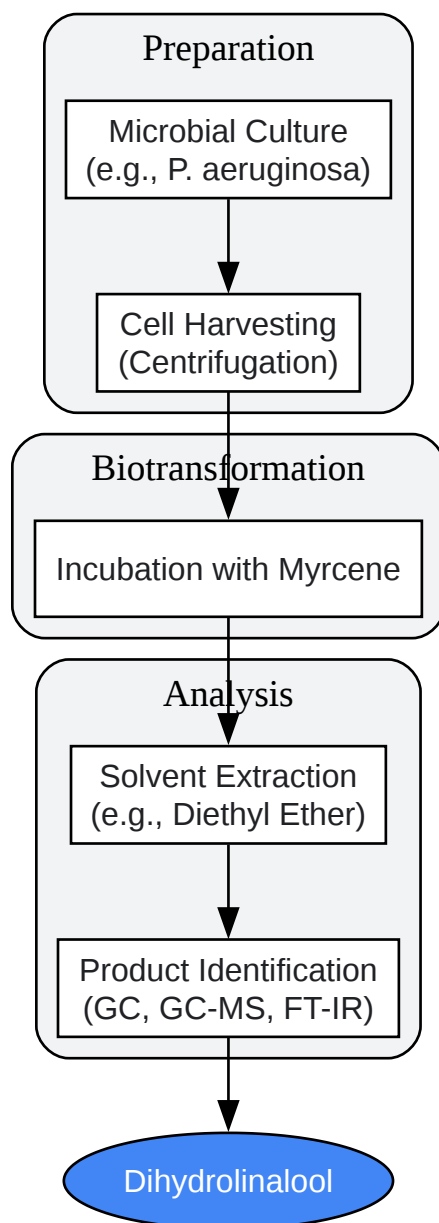 Preparation
Microbial Culture
(e.g., P. aeruginosa)
Cell Harvesting
(Centrifugation)
Biotransformation
Incubation with Myrcene
Analysis
Solvent Extraction
(e.g., Diethyl Ether)
Product Identification
(GC, GC-MS, FT-IR)
Dihydrolinalool